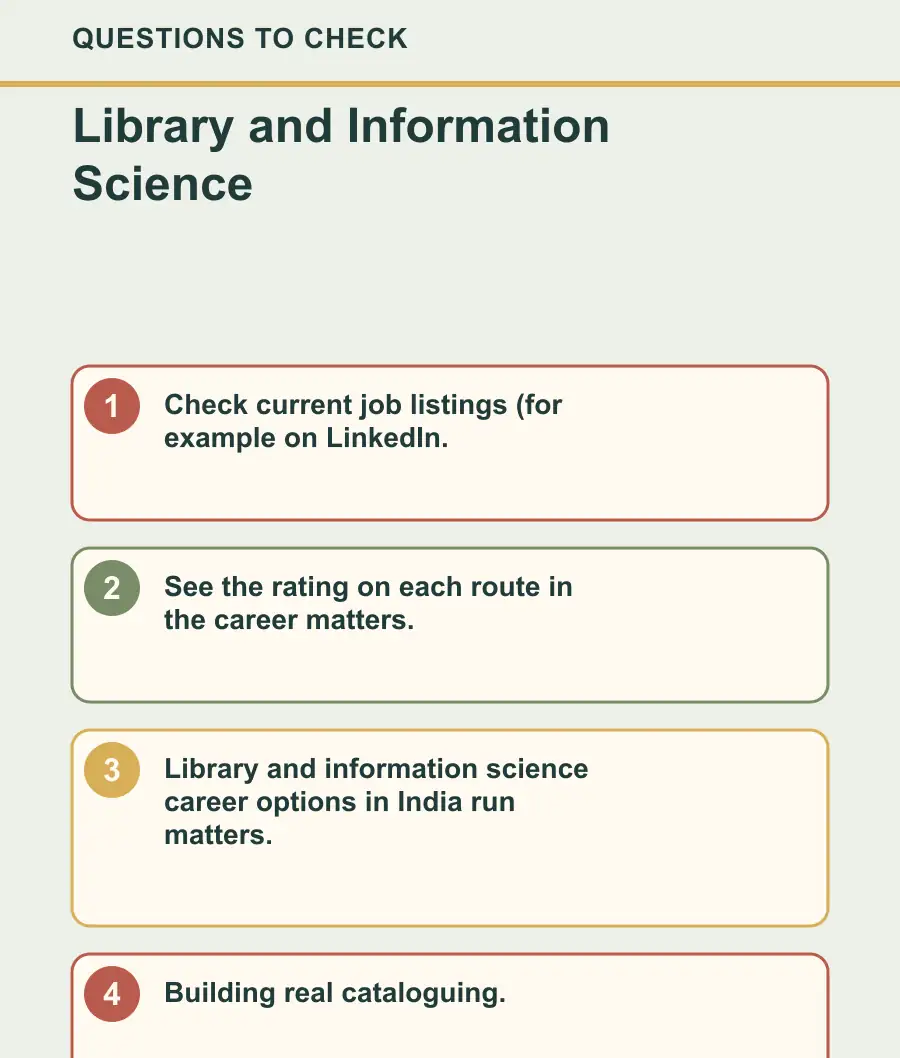 QUESTIONS TO CHECK
Library and Information
Science
1
Check current job listings (for
example on LinkedIn.
2
See the rating on each route in
the career matters.
3
Library and information science
career options in India run
matters.
4
Building real cataloguing.